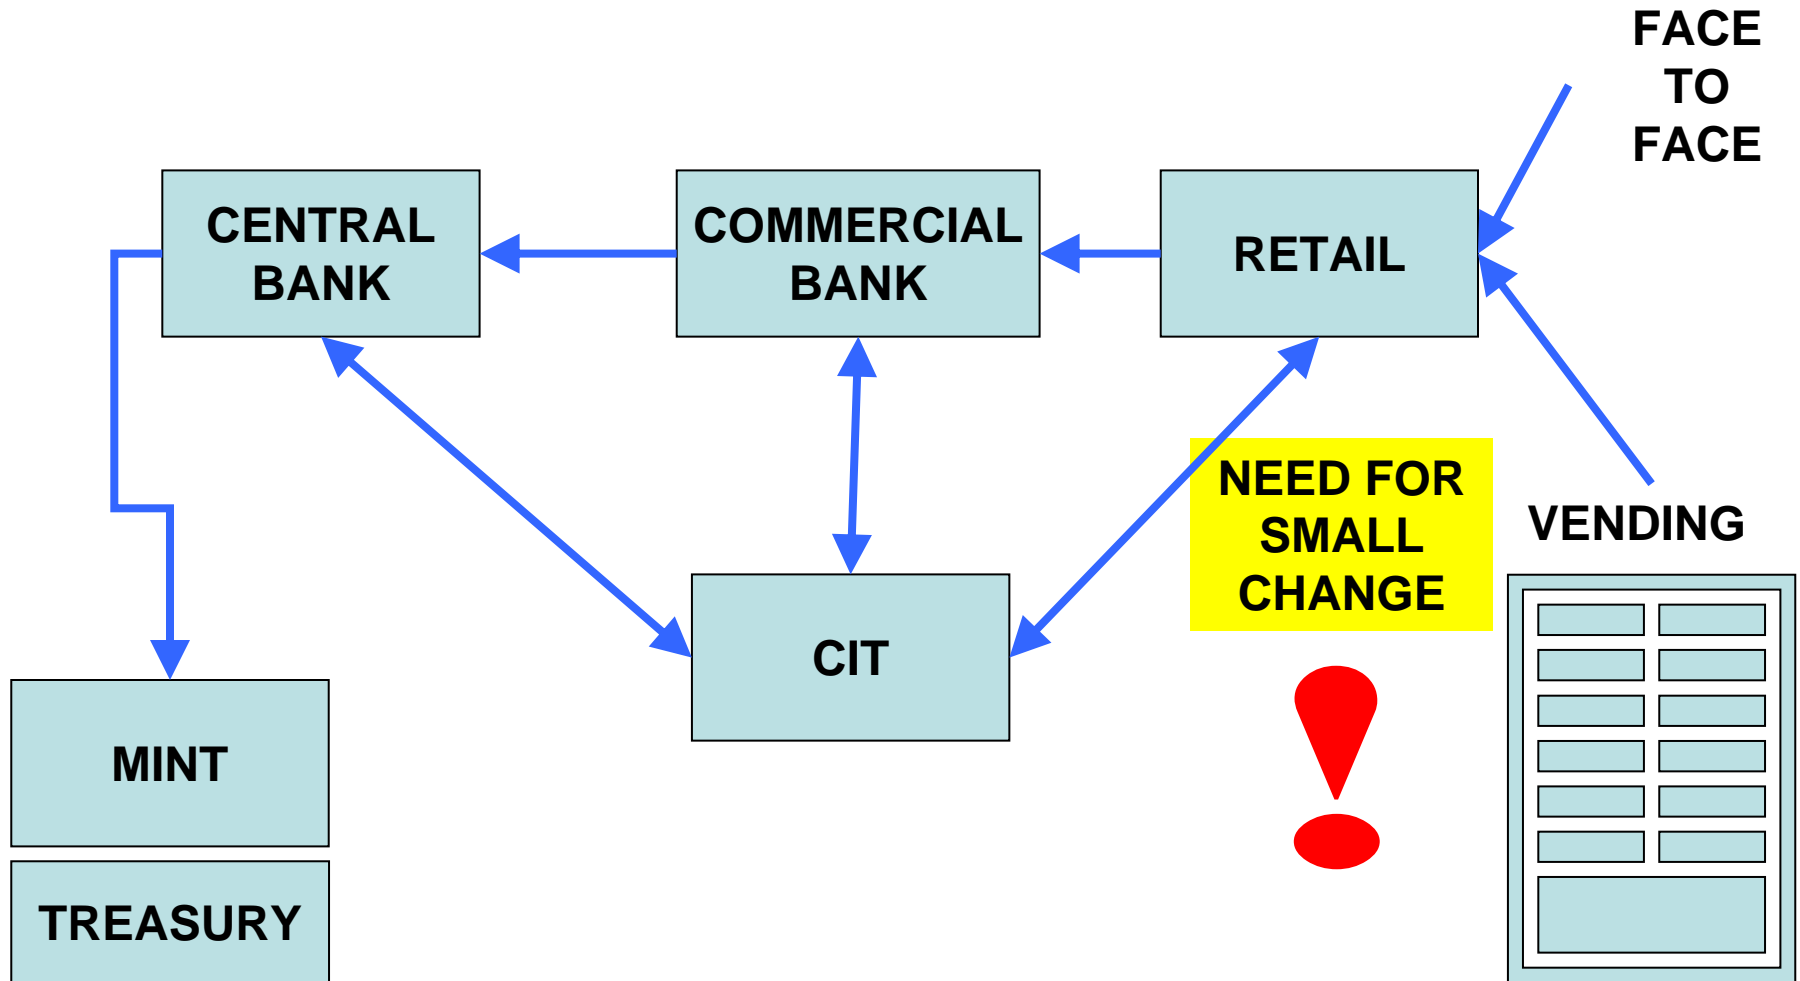 FACE
TO
FACE
CENTRAL
BANK
COMMERCIAL
BANK
RETAIL
NEED FOR
SMALL
CHANGE
VENDING
CIT
MINT
TREASURY